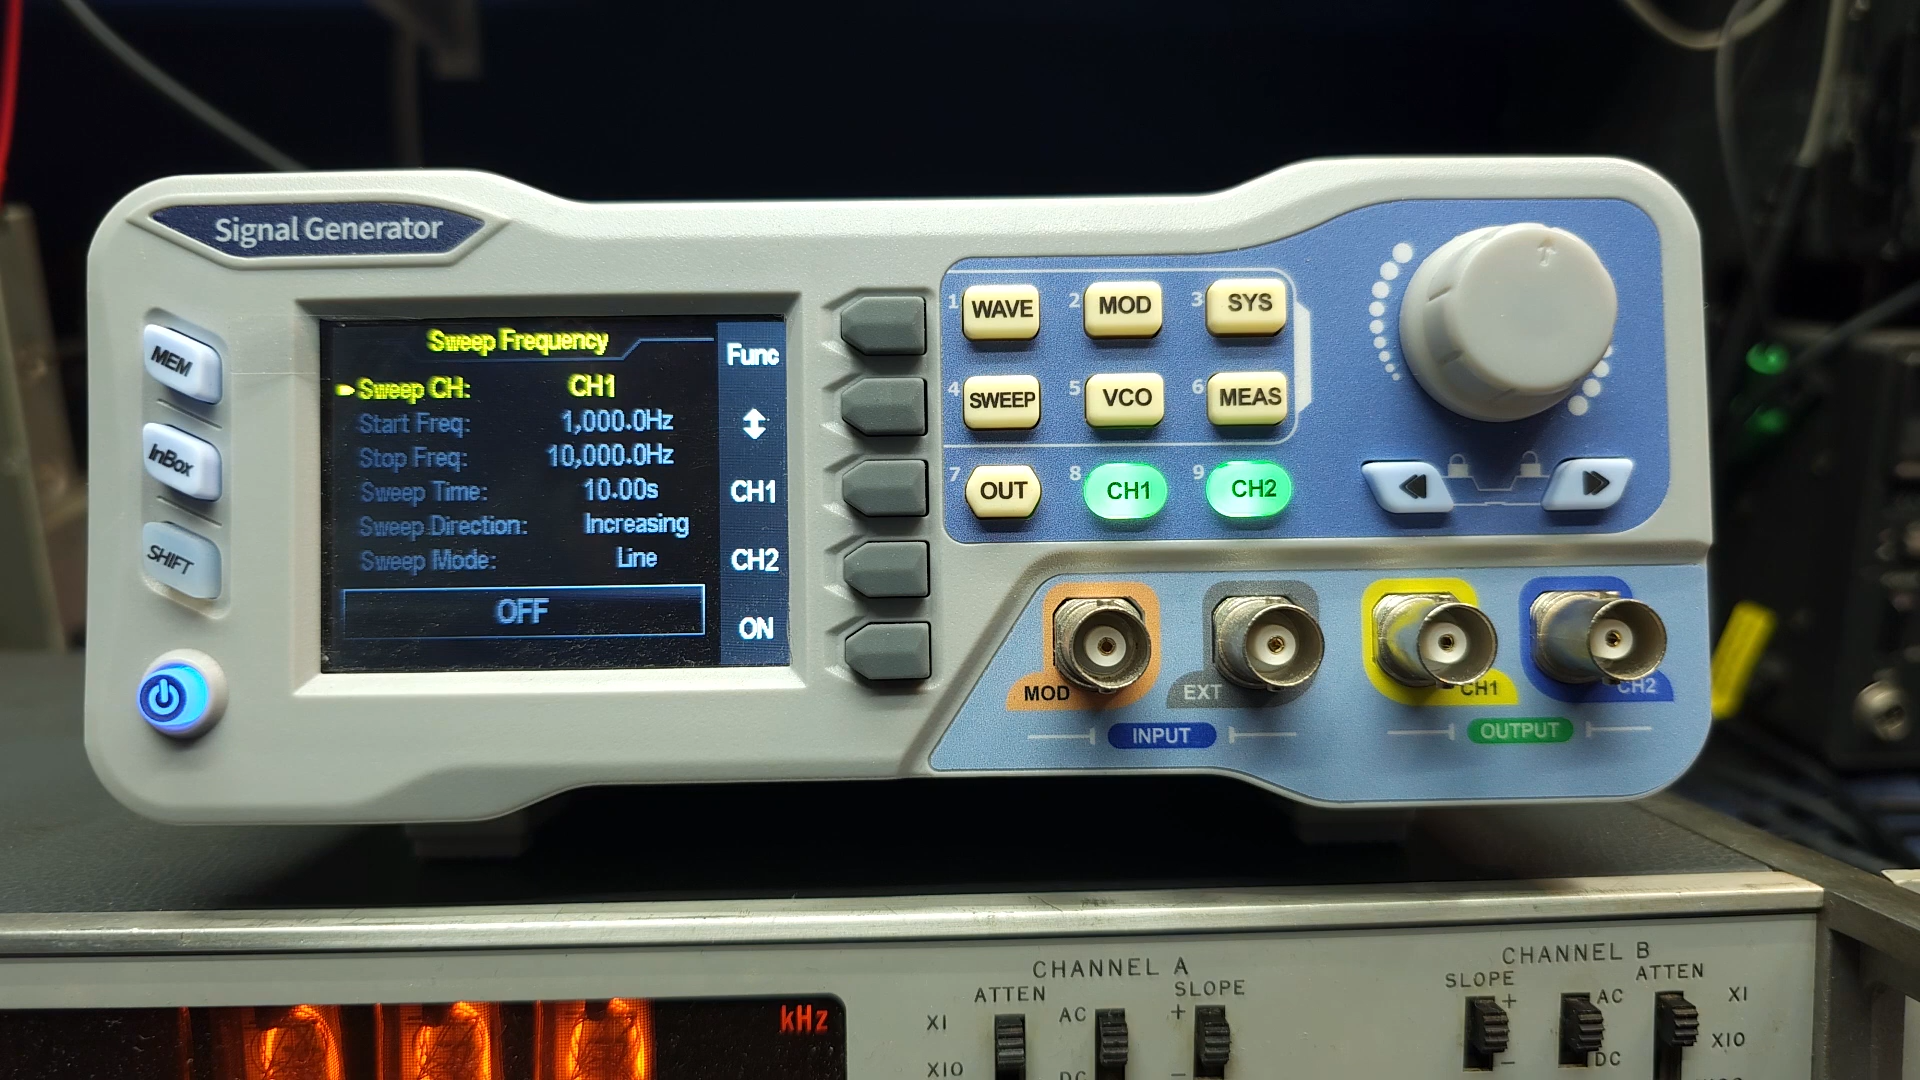 Signal Generator
MEM
InBox
SHIFT
Sweep Frequency
Sweep CH: CH1
Start Freq: 1,000.0Hz
Stop Freq: 10,000.0Hz
Sweep Time: 10.00s
Sweep Direction: Increasing
Sweep Mode: Line
OFF
Func
CH1
CH2
ON
1 WAVE 2 MOD 3 SYS
4 SWEEP 5 VCO 6 MEAS
7 OUT 8 CH1 9 CH2
MOD EXT CH1 CH2
INPUT OUTPUT
kHz
CHANNEL A
ATTEN SLOPE
X1 AC +
X10 DC -
CHANNEL B
SLOPE ATTEN
+ AC X1
- DC X10